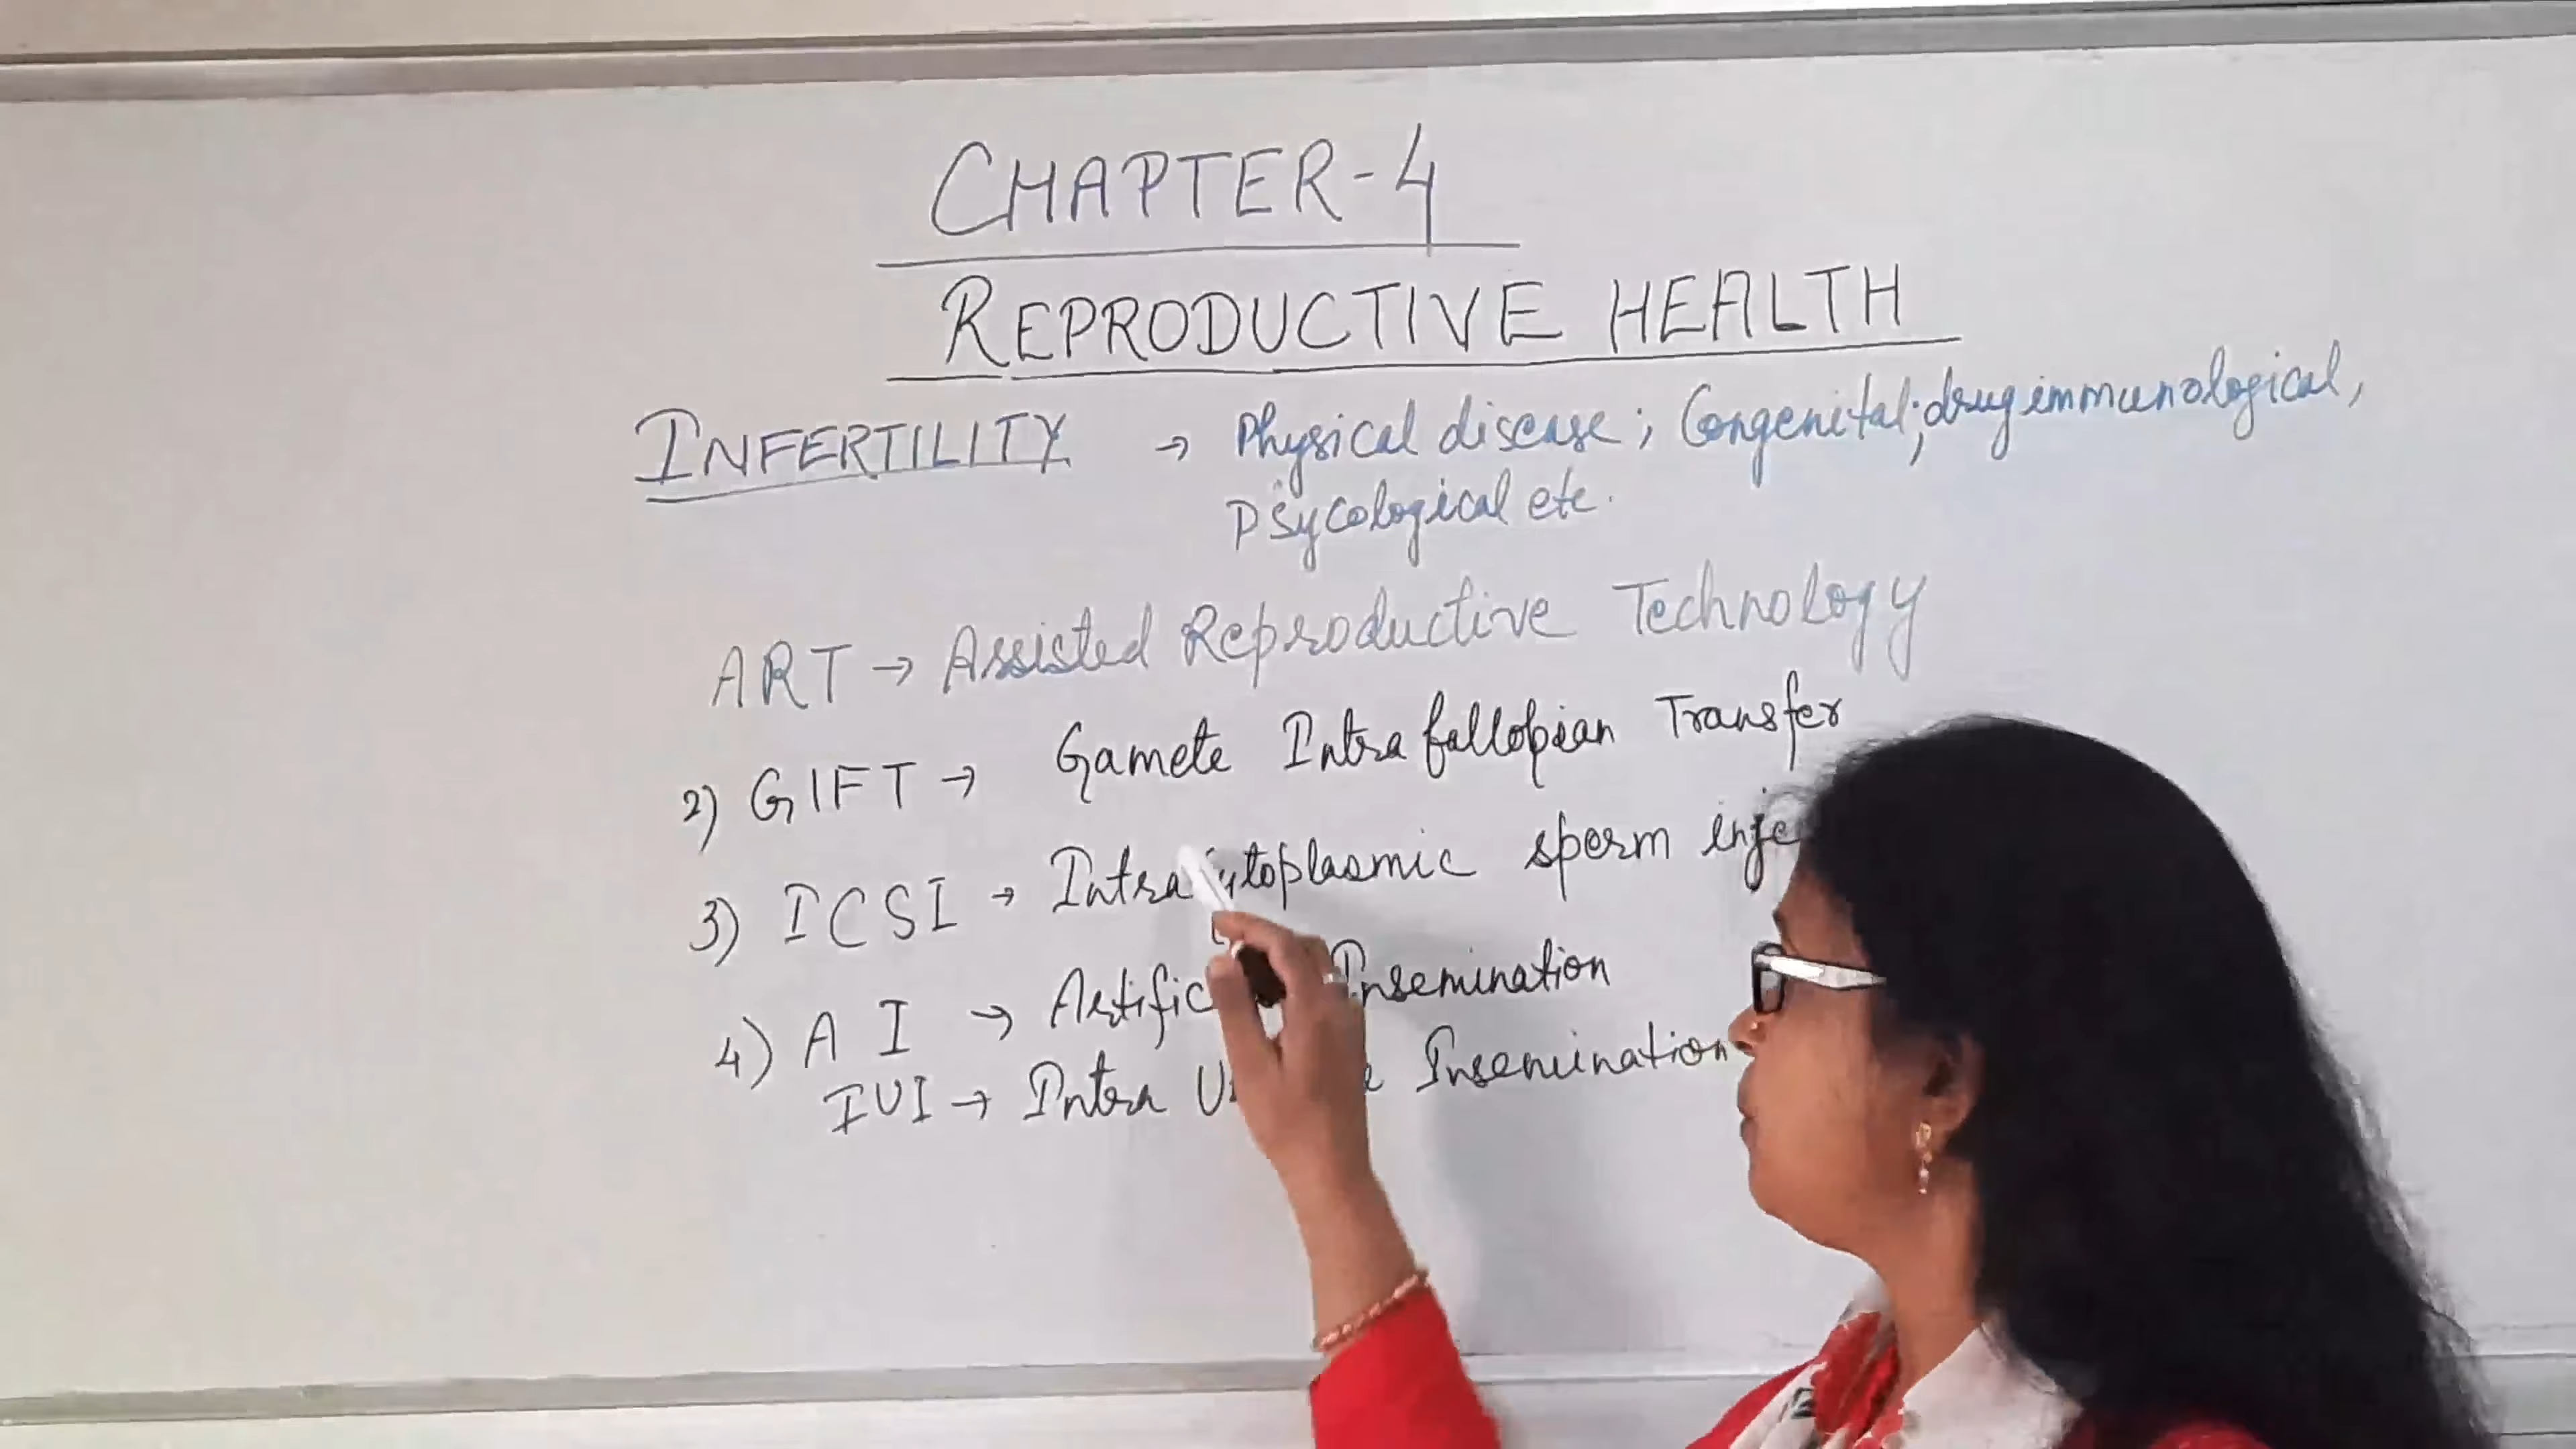 CHAPTER-4
REPRODUCTIVE HEALTH
INFERTILITY → Physical disease; Congenital; drug immunological,
Psycological etc.
ART → Assisted Reproductive Technology
2) GIFT → Gamete Intra fallopian Transfer
3) ICSI → Intra cytoplasmic sperm
4) A I → Insemination
IUI → Intra Insemination